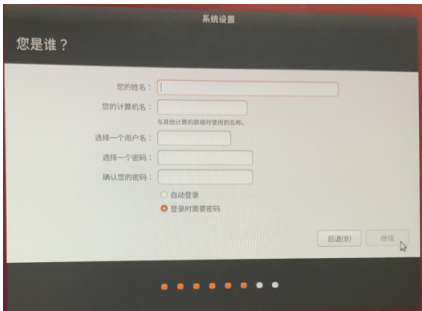 系统设置
您是谁？
您的姓名：
您的计算机名：
与其他计算机联络时使用的名称。
选择一个用户名：
选择一个密码：
确认您的密码：
自动登录
登录时需要密码
后退(B)
继续